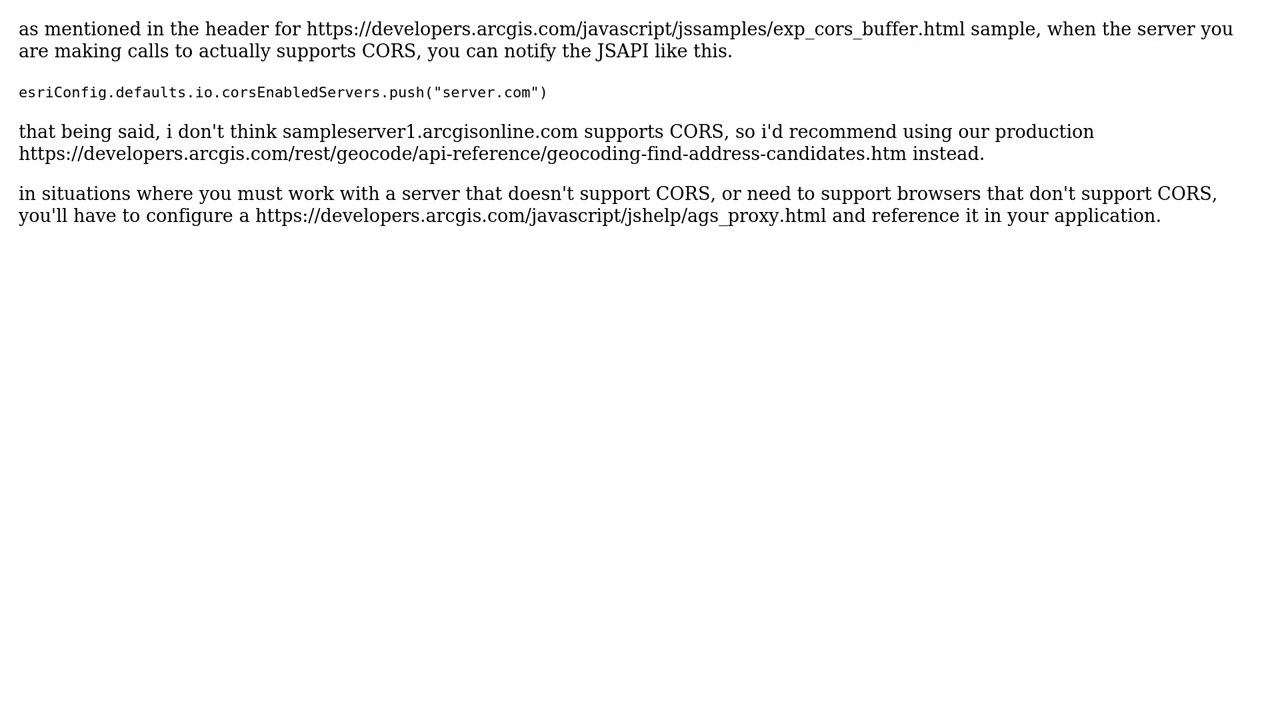 as mentioned in the header for https://developers.arcgis.com/javascript/jssamples/exp_cors_buffer.html sample, when the server you
are making calls to actually supports CORS, you can notify the JSAPI like this.
esriConfig.defaults.io.corsEnabledServers.push("server.com")
that being said, i don't think sampleserver1.arcgisonline.com supports CORS, so i'd recommend using our production
https://developers.arcgis.com/rest/geocode/api-reference/geocoding-find-address-candidates.htm instead.
in situations where you must work with a server that doesn't support CORS, or need to support browsers that don't support CORS,
you'll have to configure a https://developers.arcgis.com/javascript/jshelp/ags_proxy.html and reference it in your application.